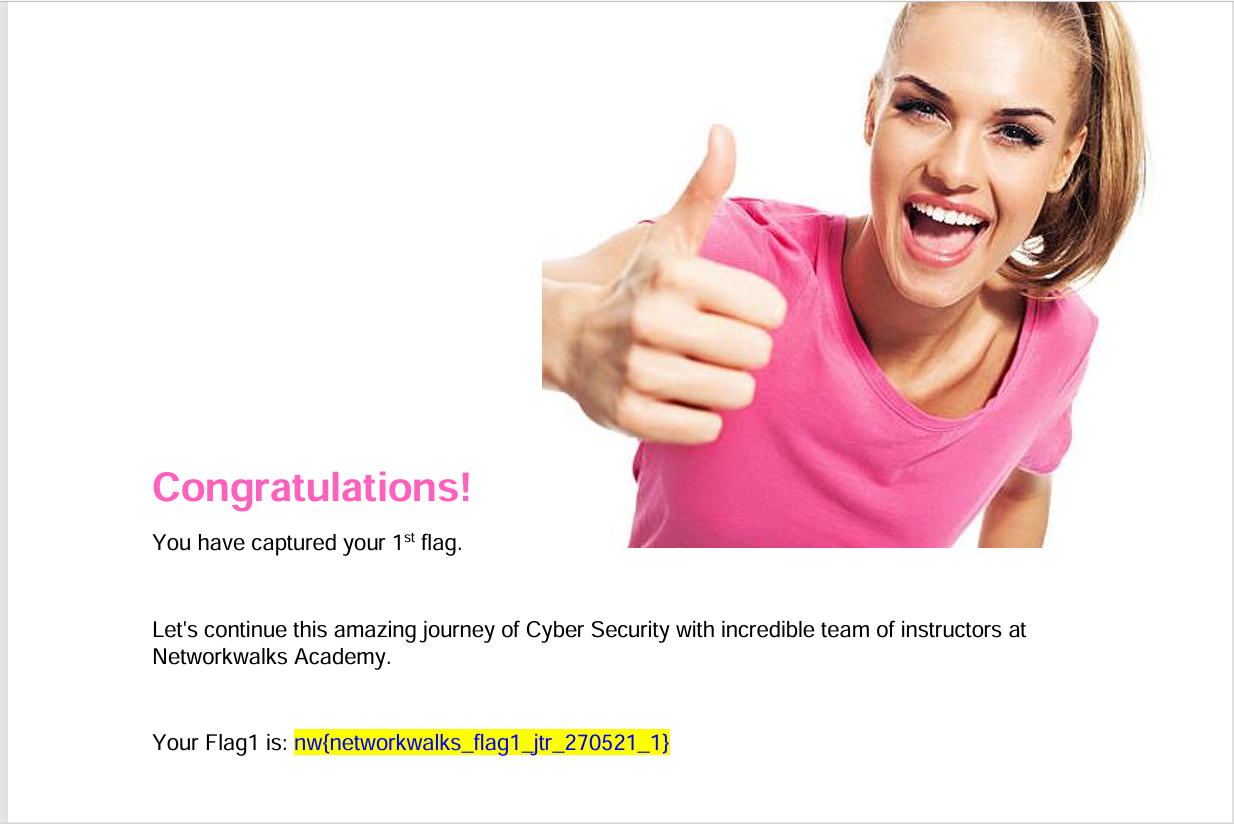 Congratulations!
You have captured your 1st flag.
Let's continue this amazing journey of Cyber Security with incredible team of instructors at
Networkwalks Academy.
Your Flag1 is: nw{networkwalks_flag1_jtr_270521_1}